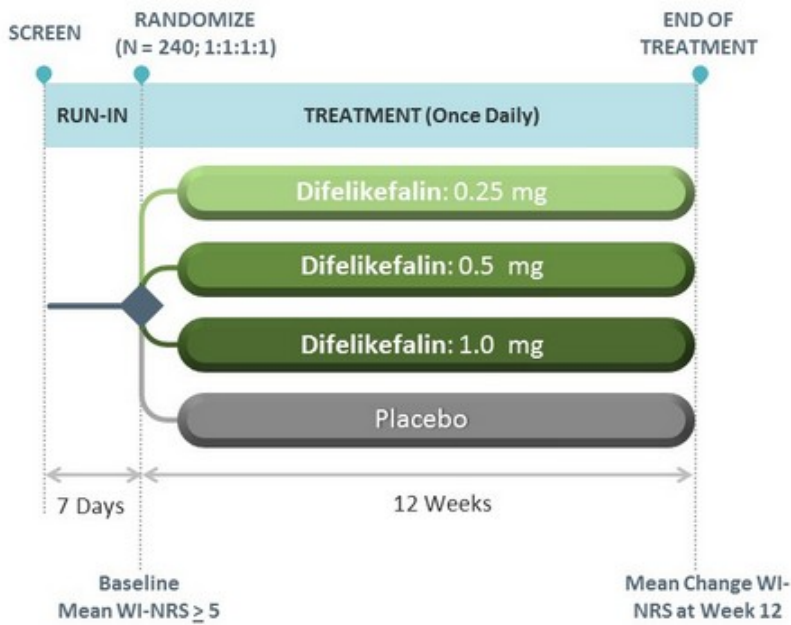 SCREEN
RANDOMIZE
(N = 240; 1:1:1:1)
END OF
TREATMENT
RUN-IN
TREATMENT (Once Daily)
Difelikefalin: 0.25 mg
Difelikefalin: 0.5 mg
Difelikefalin: 1.0 mg
Placebo
7 Days
12 Weeks
Baseline
Mean WI-NRS ≥ 5
Mean Change WI-
NRS at Week 12